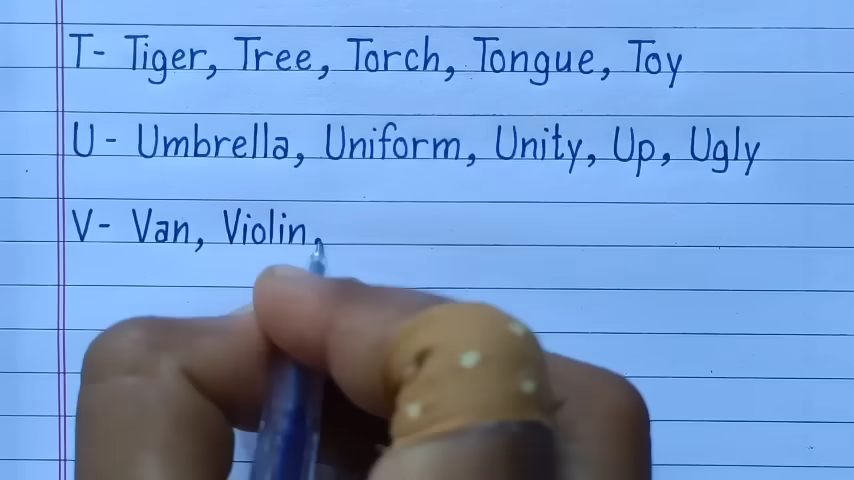 T- Tiger, Tree, Torch, Tongue, Toy
U- Umbrella, Uniform, Unity, Up, Ugly
V- Van, Violin,